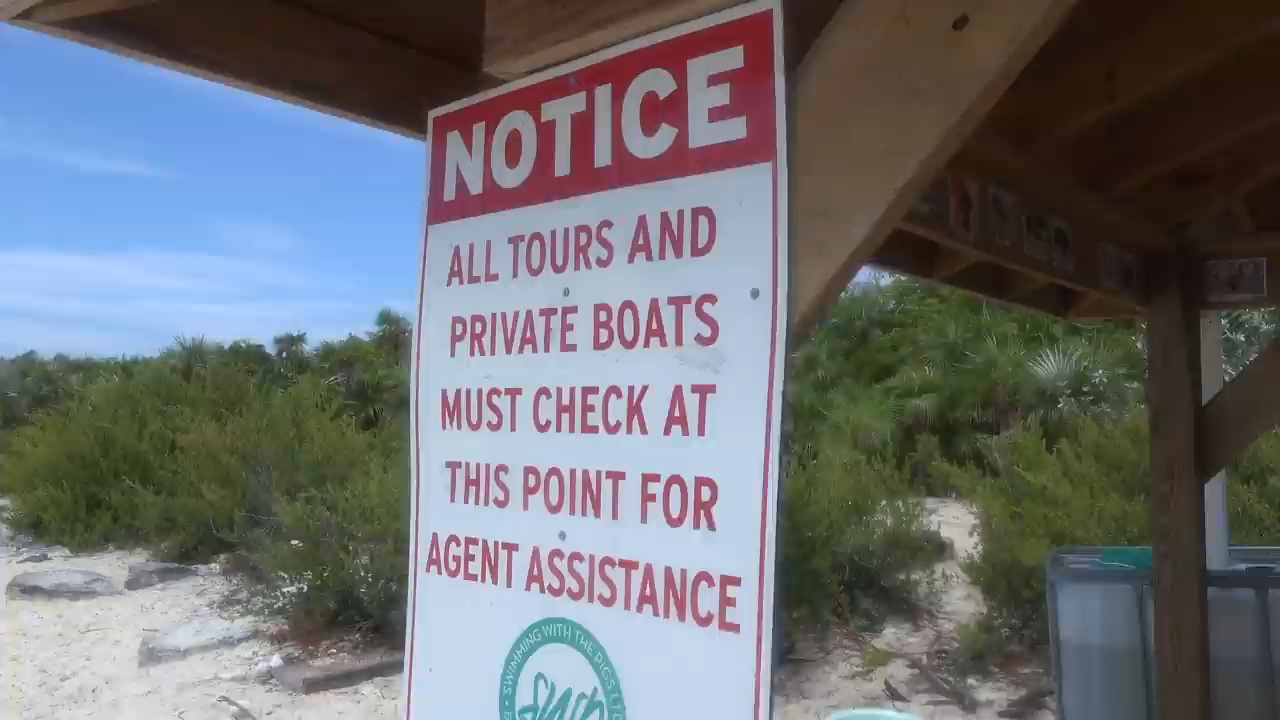 NOTICE
ALL TOURS AND
PRIVATE BOATS
MUST CHECK AT
THIS POINT FOR
AGENT ASSISTANCE
SWIMMING WITH THE PIGS